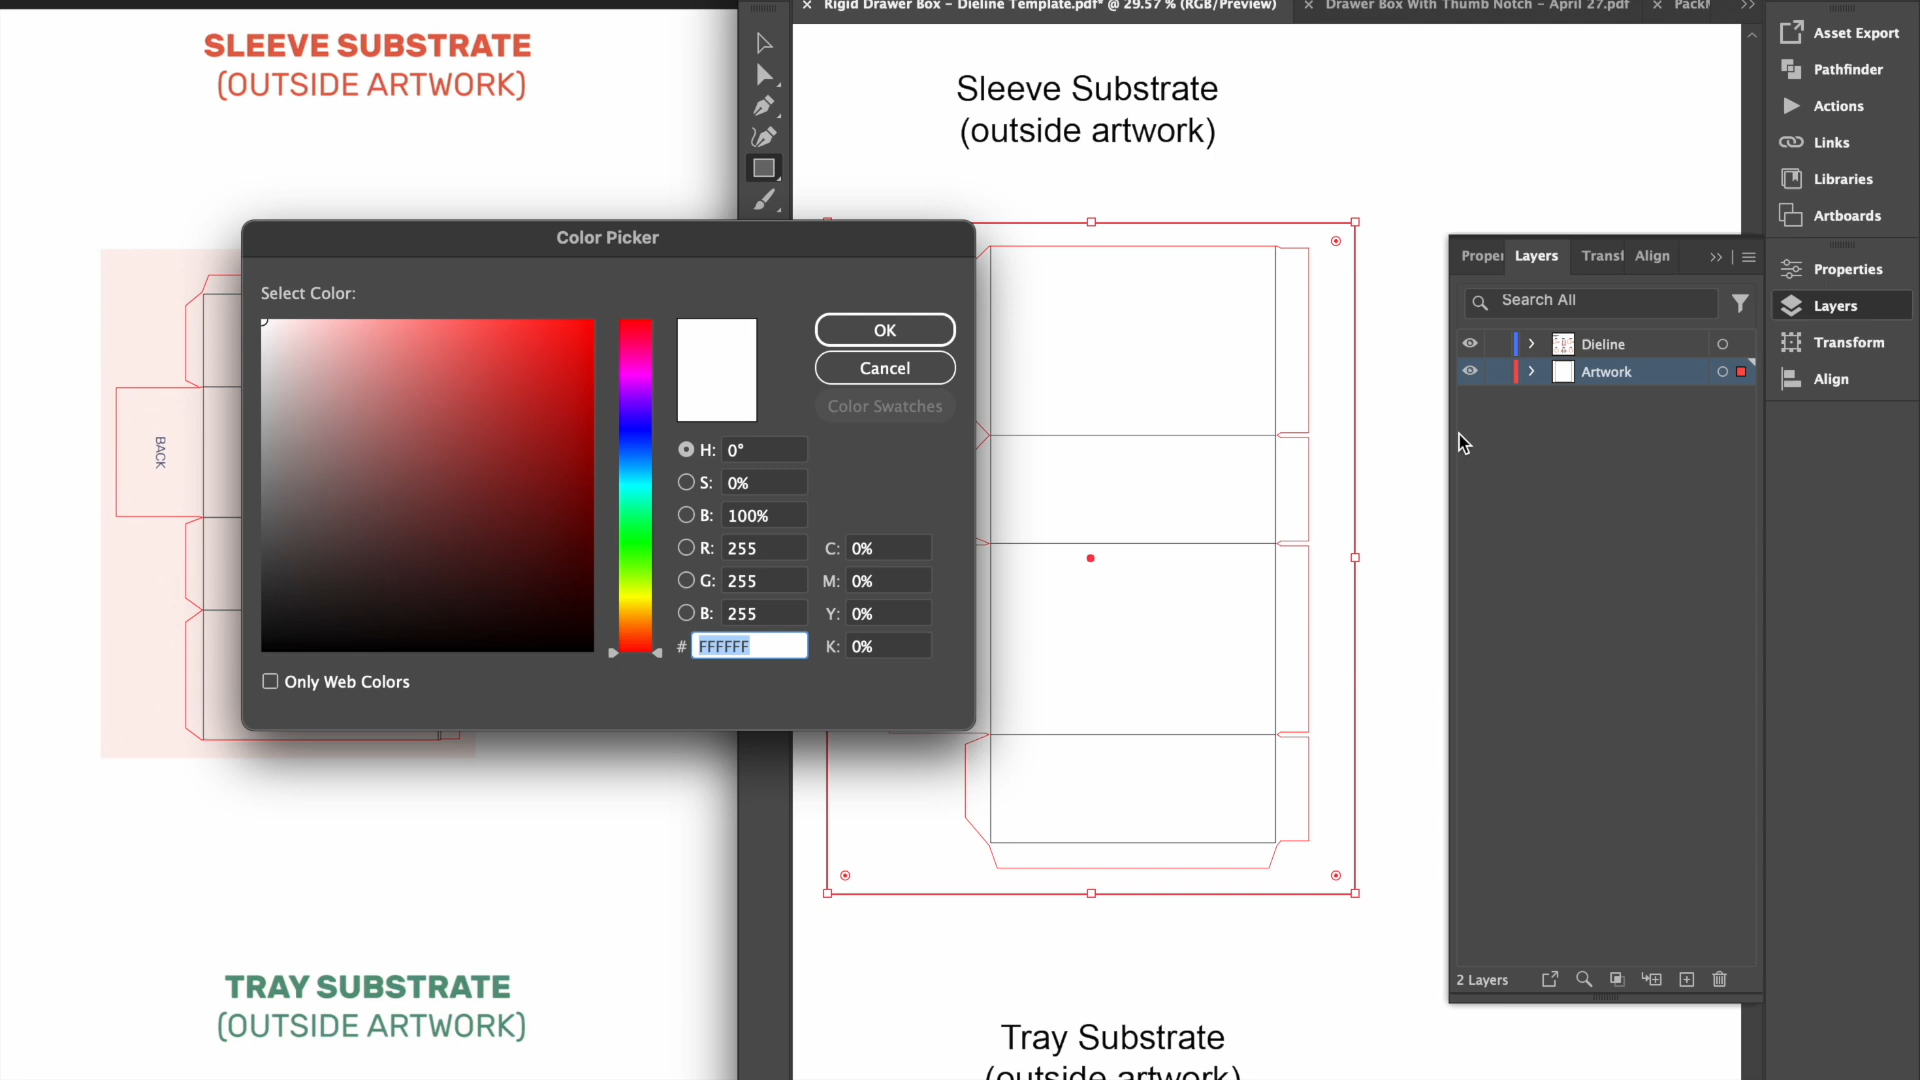 Rigid Drawer Box – Dieline Template.pdf* @ 29.57 % (RGB/Preview)
Drawer Box With Thumb Notch – April 27.pdf
SLEEVE SUBSTRATE
(OUTSIDE ARTWORK)
BACK
TRAY SUBSTRATE
(OUTSIDE ARTWORK)
Sleeve Substrate
(outside artwork)
Color Picker
Select Color:
OK
Cancel
Color Swatches
H: 0°
S: 0%
B: 100%
R: 255
C: 0%
G: 255
M: 0%
B: 255
Y: 0%
# FFFFFF
K: 0%
Only Web Colors
Tray Substrate
(outside artwork)
Layers
Align
Search All
Dieline
Artwork
2 Layers
Asset Export
Pathfinder
Actions
Links
Libraries
Artboards
Properties
Layers
Transform
Align